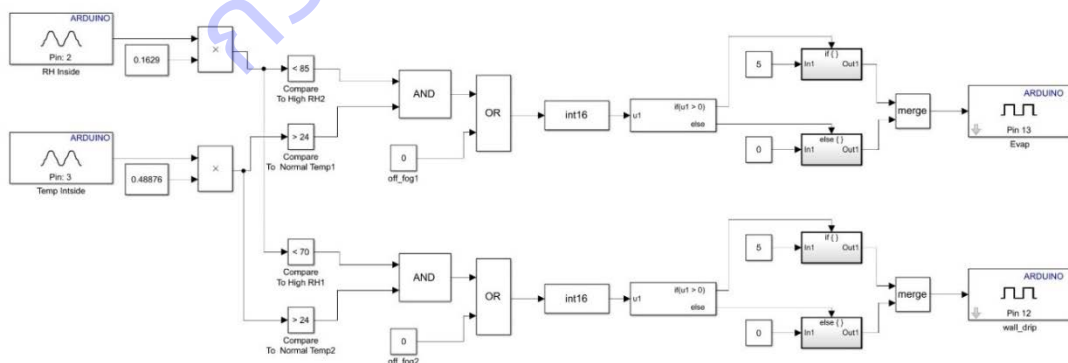 ARDUINO
Pin: 2
RH Inside
0.1629
×
< 85
Compare
To High RH2
> 24
Compare
To Normal Temp1
AND
0
off_fog1
OR
int16
u1
if(u1 > 0)
else
5
if { }
In1 Out1
0
else { }
In1 Out1
merge
ARDUINO
Pin 13
Evap
ARDUINO
Pin: 3
Temp Intside
0.48876
×
< 70
Compare
To High RH1
> 24
Compare
To Normal Temp2
AND
0
off_fog2
OR
int16
u1
if(u1 > 0)
else
5
if { }
In1 Out1
0
else { }
In1 Out1
merge
ARDUINO
Pin 12
wall_drip